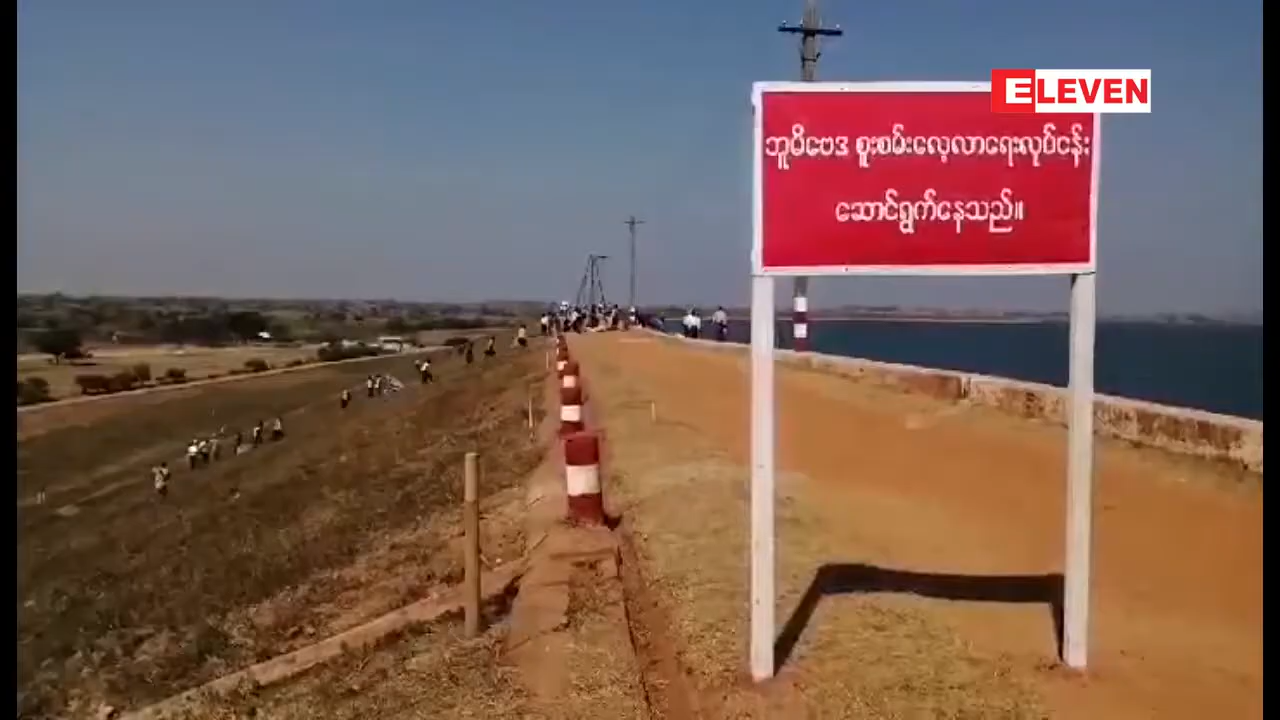 ELEVEN
ဘူမိဗေဒ စူးစမ်းလေ့လာရေးလုပ်ငန်း
ဆောင်ရွက်နေသည်။